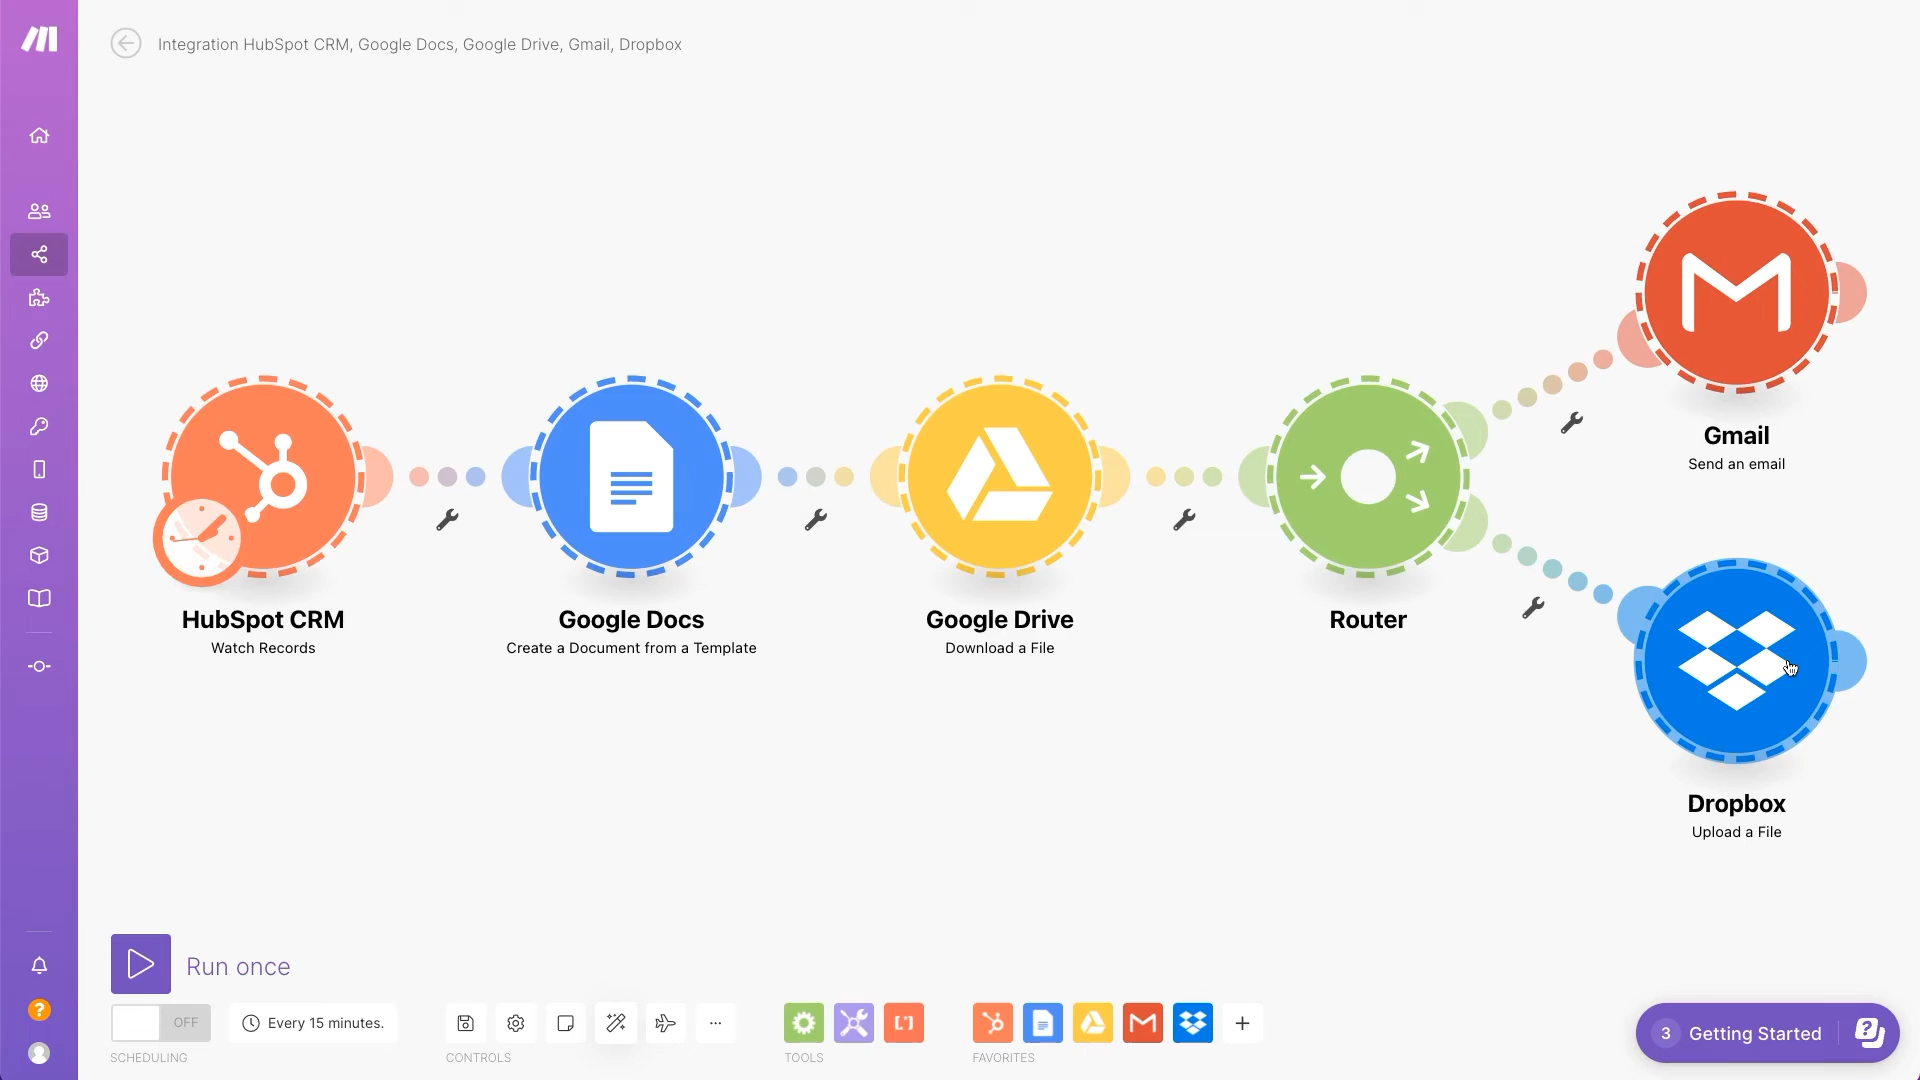 Integration HubSpot CRM, Google Docs, Google Drive, Gmail, Dropbox
Gmail
Send an email
HubSpot CRM
Watch Records
Google Docs
Create a Document from a Template
Google Drive
Download a File
Router
Dropbox
Upload a File
Run once
OFF
Every 15 minutes.
SCHEDULING
CONTROLS
TOOLS
[.*]
FAVORITES
3 Getting Started
?
?